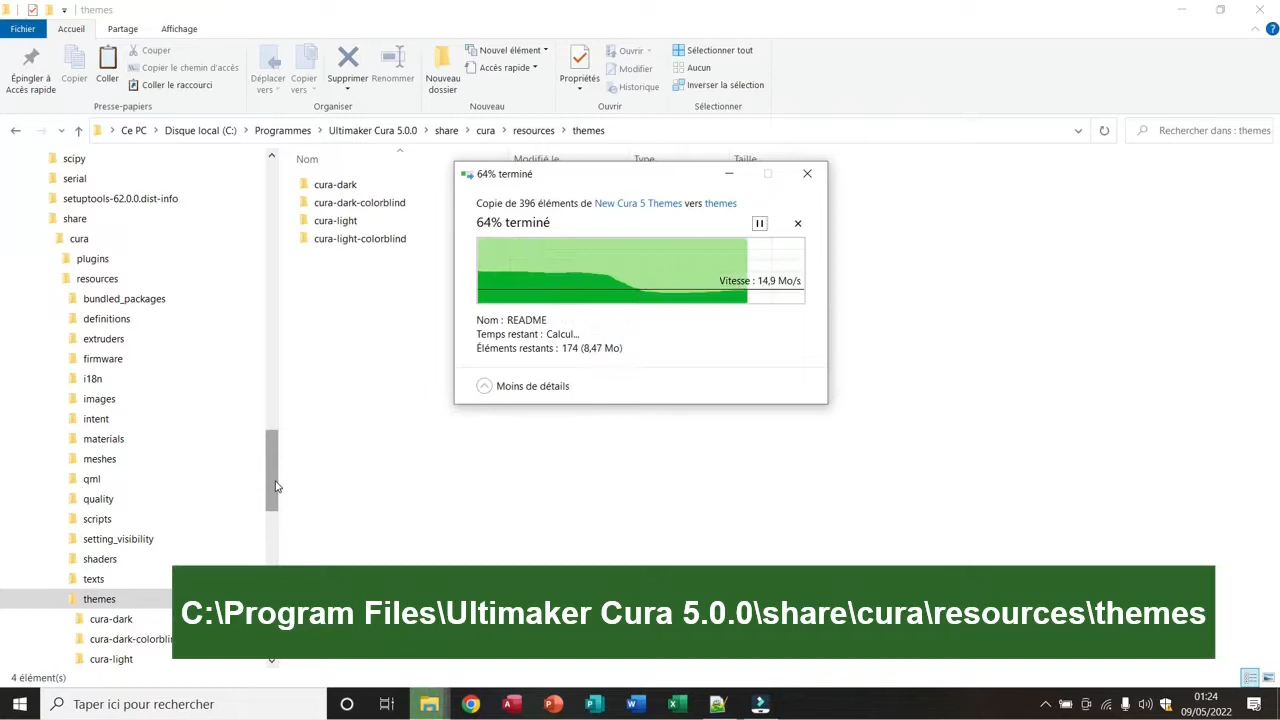 themes
Fichier Accueil Partage Affichage
Épingler à Accès rapide
Copier
Coller
Couper
Copier le chemin d'accès
Coller le raccourci
Presse-papiers
Déplacer vers
Copier vers
Supprimer
Renommer
Organiser
Nouveau dossier
Nouvel élément
Accès rapide
Nouveau
Propriétés
Ouvrir
Modifier
Historique
Ouvrir
Sélectionner tout
Aucun
Inverser la sélection
Sélectionner
Ce PC > Disque local (C:) > Programmes > Ultimaker Cura 5.0.0 > share > cura > resources > themes
Rechercher dans : themes
scipy
serial
setuptools-62.0.0.dist-info
share
cura
plugins
resources
bundled_packages
definitions
extruders
firmware
i18n
images
intent
materials
meshes
qml
quality
scripts
setting_visibility
shaders
texts
themes
cura-dark
cura-dark-colorblin
cura-light
Nom Modifié le Type Taille
cura-dark
cura-dark-colorblind
cura-light
cura-light-colorblind
64% terminé
Copie de 396 éléments de New Cura 5 Themes vers themes
64% terminé
Vitesse : 14,9 Mo/s
Nom : README
Temps restant : Calcul...
Éléments restants : 174 (8,47 Mo)
Moins de détails
C:\Program Files\Ultimaker Cura 5.0.0\share\cura\resources\themes
4 élément(s)
Taper ici pour rechercher
01:24
09/05/2022